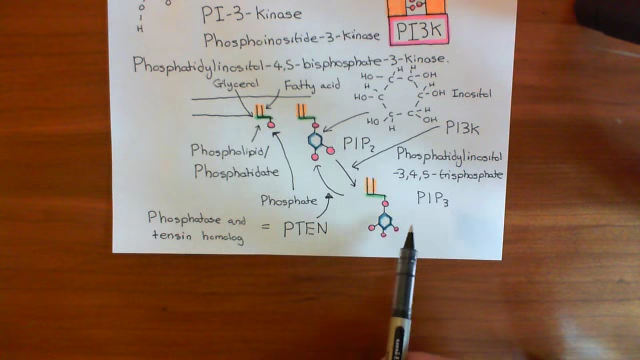 O
O
H
PI-3-kinase
Phosphoinositide-3-kinase
PI3K
Phosphatidylinositol-4,5-bisphosphate-3-kinase.
Glycerol
Fatty acid
H
H
HO
OH
H
HO
OH
HO
H
H
Inositol
PIP2
PI3K
Phospholipid/
Phosphatidate
Phosphatidylinositol
-3,4,5-trisphosphate
PIP3
Phosphate
Phosphatase and
tensin homolog
= PTEN